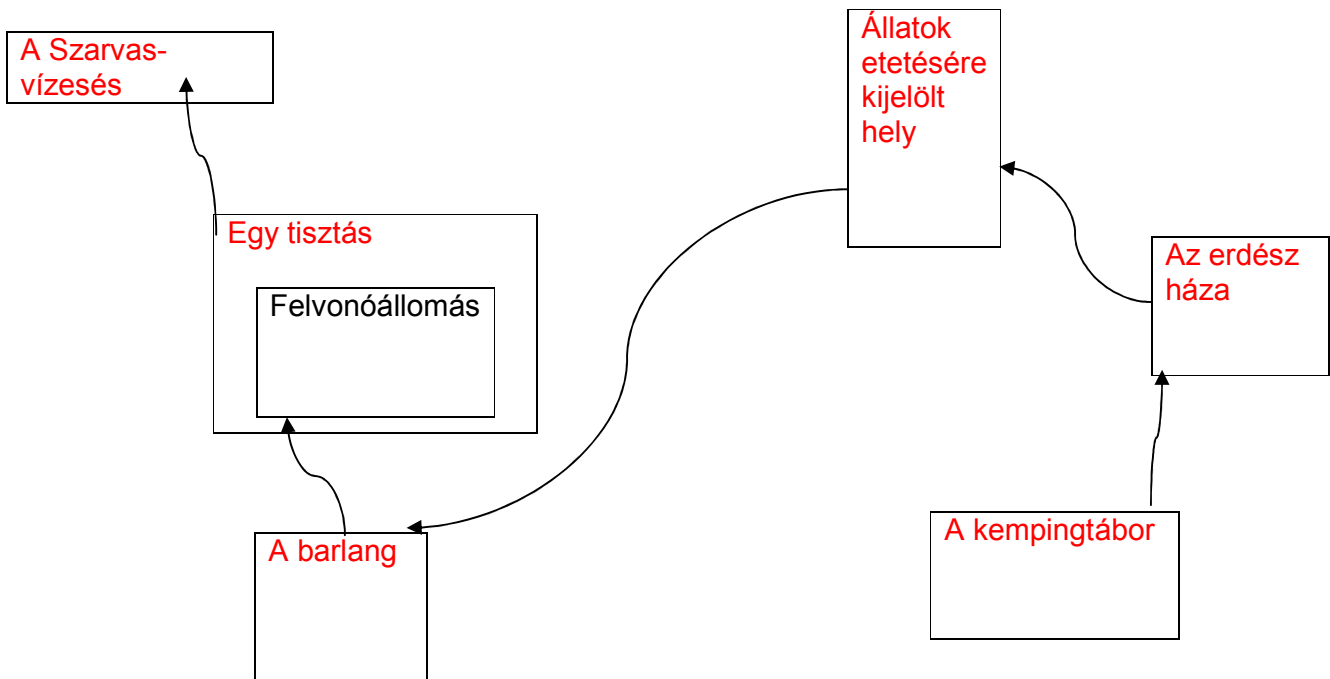 A Szarvas-
vízesés
Állatok
etetésére
kijelölt
hely
Egy tisztás
Felvonóállomás
Az erdész
háza
A barlang
A kempingtábor